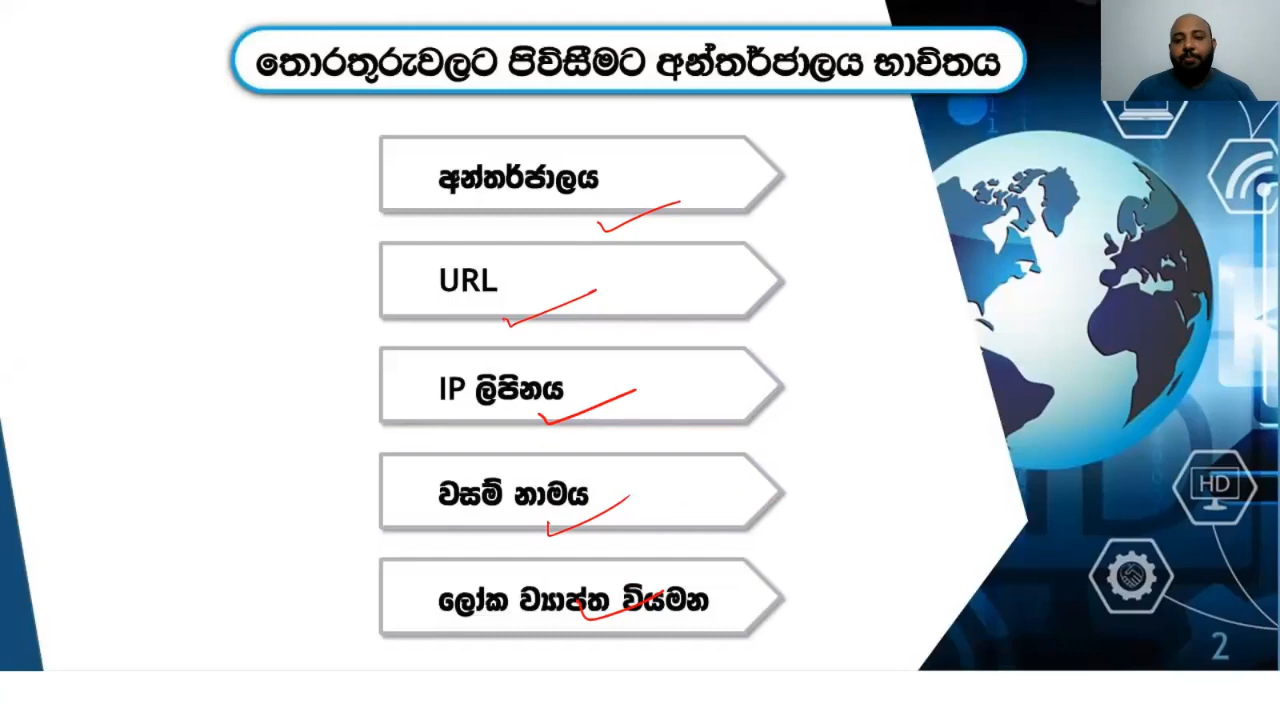 තොරතුරුවලට පිවිසීමට අන්තර්ජාලය භාවිතය
අන්තර්ජාලය
URL
IP ලිපිනය
වසම් නාමය
ලෝක ව්‍යාප්ත වියමන
HD
2